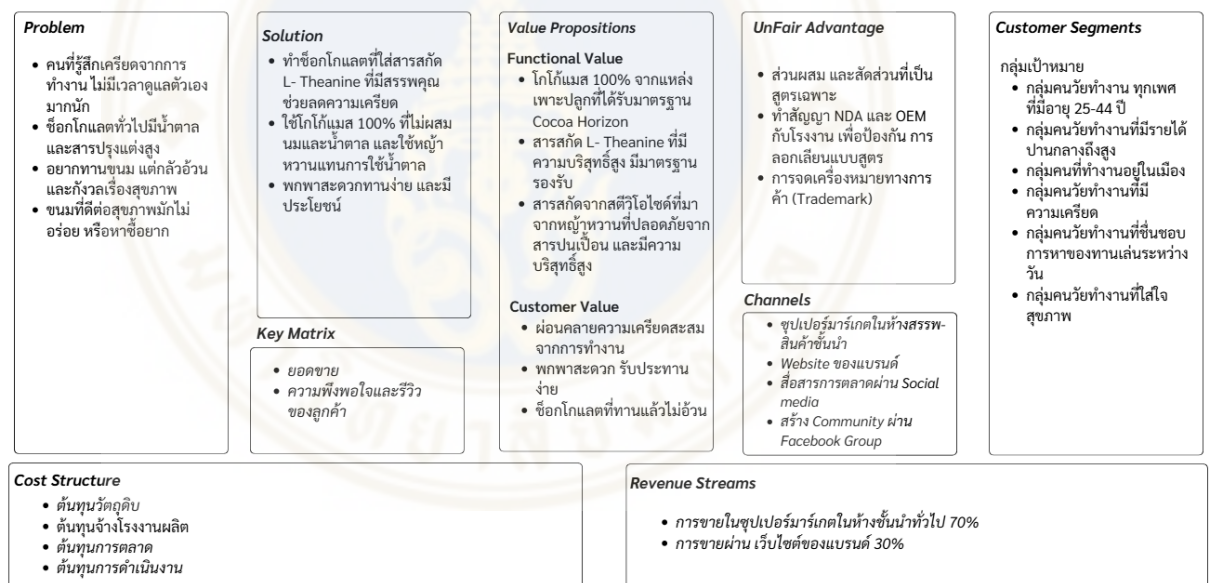 Problem
• คนที่รู้สึกเครียดจากการ
ทำงาน ไม่มีเวลาดูแลตัวเอง
มากนัก
• ช็อกโกแลตทั่วไปมีน้ำตาล
และสารปรุงแต่งสูง
• อยากทานขนม แต่กลัวอ้วน
และกังวลเรื่องสุขภาพ
• ขนมที่ดีต่อสุขภาพมักไม่
อร่อย หรือหาซื้อยาก
Solution
• ทำช็อกโกแลตที่ใส่สารสกัด
L- Theanine ที่มีสรรพคุณ
ช่วยลดความเครียด
• ใช้โกโก้แมส 100% ที่ไม่ผสม
นมและน้ำตาล และใช้หญ้า
หวานแทนการใช้น้ำตาล
• พกพาสะดวกทานง่าย และมี
ประโยชน์
Key Matrix
• ยอดขาย
• ความพึงพอใจและรีวิว
ของลูกค้า
Value Propositions
Functional Value
• โกโก้แมส 100% จากแหล่ง
เพาะปลูกที่ได้รับมาตรฐาน
Cocoa Horizon
• สารสกัด L- Theanine ที่มี
ความบริสุทธิ์สูง มีมาตรฐาน
รองรับ
• สารสกัดจากสตีวิโอไซด์ที่มา
จากหญ้าหวานที่ปลอดภัยจาก
สารปนเปื้อน และมีความ
บริสุทธิ์สูง
Customer Value
• ผ่อนคลายความเครียดสะสม
จากการทำงาน
• พกพาสะดวก รับประทาน
ง่าย
• ช็อกโกแลตที่ทานแล้วไม่อ้วน
UnFair Advantage
• ส่วนผสม และสัดส่วนที่เป็น
สูตรเฉพาะ
• ทำสัญญา NDA และ OEM
กับโรงงาน เพื่อป้องกัน การ
ลอกเลียนแบบสูตร
• การจดเครื่องหมายทางการ
ค้า (Trademark)
Channels
• ซุปเปอร์มาร์เกตในห้างสรรพ-
สินค้าชั้นนำ
• Website ของแบรนด์
• สื่อสารการตลาดผ่าน Social
media
• สร้าง Community ผ่าน
Facebook Group
Customer Segments
กลุ่มเป้าหมาย
• กลุ่มคนวัยทำงาน ทุกเพศ
ที่มีอายุ 25-44 ปี
• กลุ่มคนวัยทำงานที่มีรายได้
ปานกลางถึงสูง
• กลุ่มคนที่ทำงานอยู่ในเมือง
• กลุ่มคนวัยทำงานที่มี
ความเครียด
• กลุ่มคนวัยทำงานที่ชื่นชอบ
การหาของทานเล่นระหว่าง
วัน
• กลุ่มคนวัยทำงานที่ใส่ใจ
สุขภาพ
Cost Structure
• ต้นทุนวัตถุดิบ
• ต้นทุนจ้างโรงงานผลิต
• ต้นทุนการตลาด
• ต้นทุนการดำเนินงาน
Revenue Streams
• การขายในซุปเปอร์มาร์เกตในห้างชั้นนำทั่วไป 70%
• การขายผ่าน เว็บไซต์ของแบรนด์ 30%